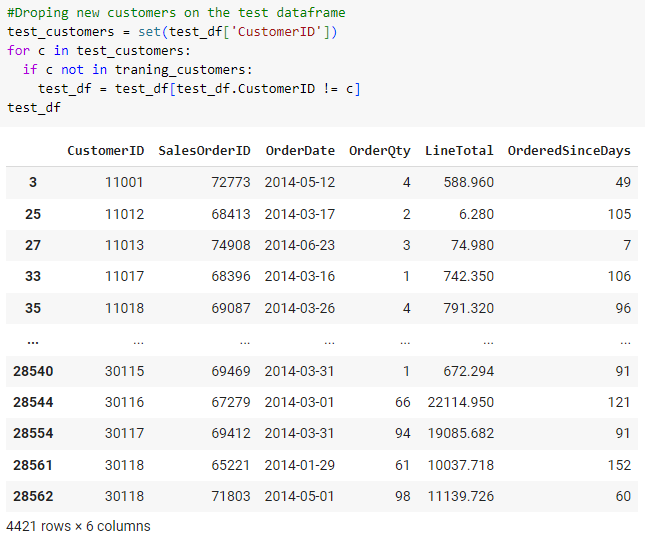 #Droping new customers on the test dataframe
test_customers = set(test_df['CustomerID'])
for c in test_customers:
  if c not in traning_customers:
    test_df = test_df[test_df.CustomerID != c]
test_df
CustomerID SalesOrderID OrderDate OrderQty LineTotal OrderedSinceDays
3 11001 72773 2014-05-12 4 588.960 49
25 11012 68413 2014-03-17 2 6.280 105
27 11013 74908 2014-06-23 3 74.980 7
33 11017 68396 2014-03-16 1 742.350 106
35 11018 69087 2014-03-26 4 791.320 96
... ... ... ... ... ... ...
28540 30115 69469 2014-03-31 1 672.294 91
28544 30116 67279 2014-03-01 66 22114.950 121
28554 30117 69412 2014-03-31 94 19085.682 91
28561 30118 65221 2014-01-29 61 10037.718 152
28562 30118 71803 2014-05-01 98 11139.726 60
4421 rows × 6 columns